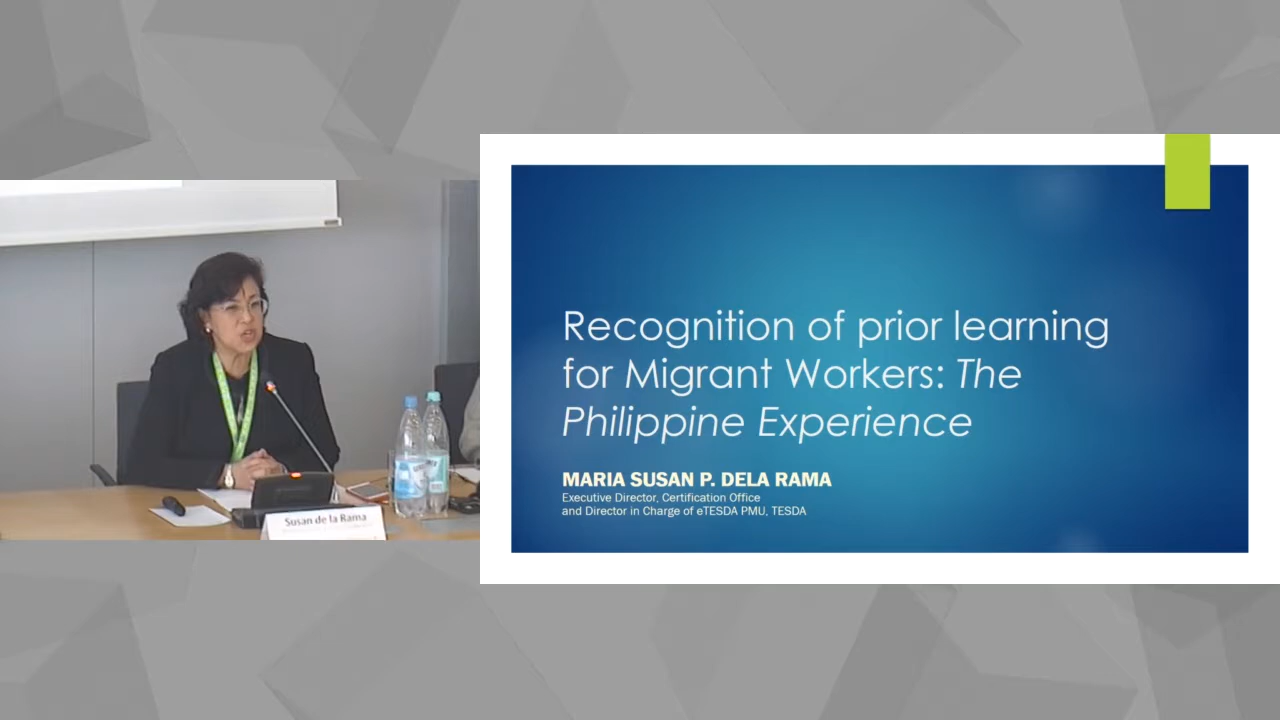 Recognition of prior learning
for Migrant Workers: The
Philippine Experience
MARIA SUSAN P. DELA RAMA
Executive Director, Certification Office
and Director in Charge of eTESDA PMU, TESDA
Susan de la Rama